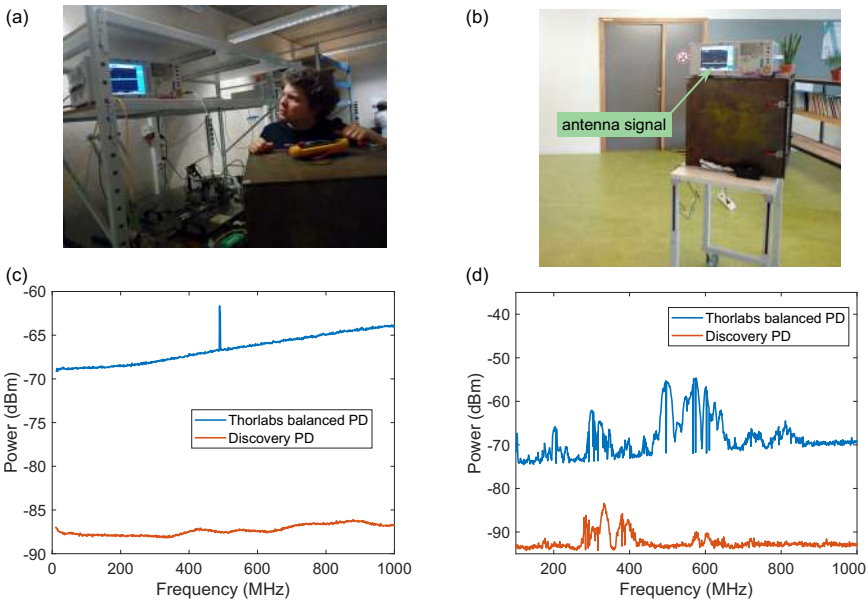 (a)
(b)
antenna signal
(c)
-60
-65
-70
-75
-80
-85
-90
Power (dBm)
Thorlabs balanced PD
Discovery PD
0
200
400
600
800
1000
Frequency (MHz)
(d)
-40
-50
-60
-70
-80
-90
Power (dBm)
Thorlabs balanced PD
Discovery PD
200
400
600
800
1000
Frequency (MHz)